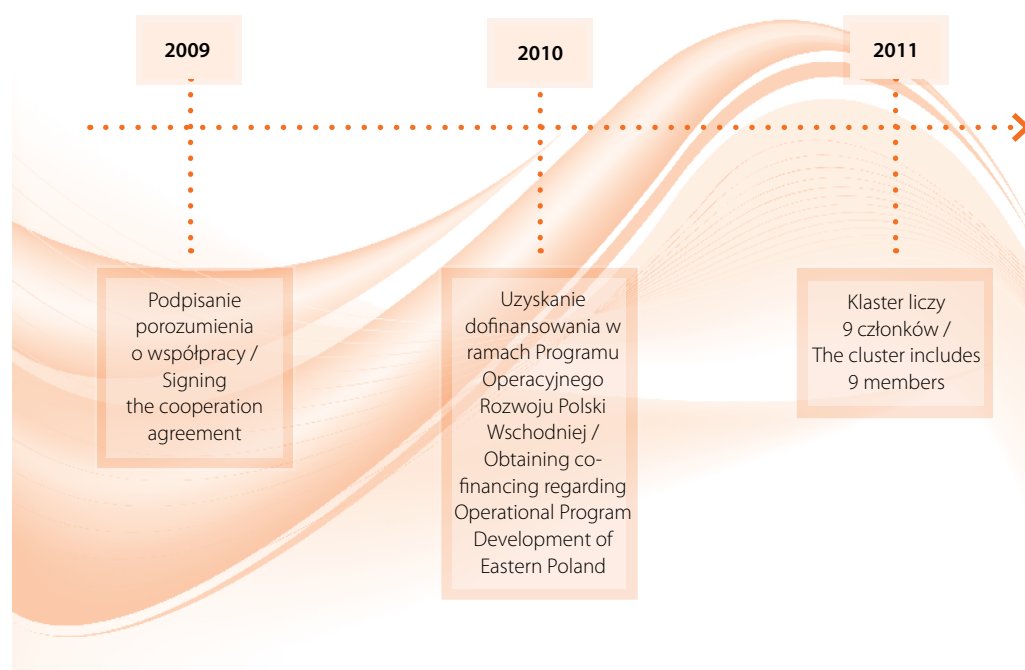 2009
2010
2011
Podpisanie
porozumienia
o współpracy /
Signing
the cooperation
agreement
Uzyskanie
dofinansowania w
ramach Programu
Operacyjnego
Rozwoju Polski
Wschodniej /
Obtaining co-
financing regarding
Operational Program
Development of
Eastern Poland
Klaster liczy
9 członków /
The cluster includes
9 members